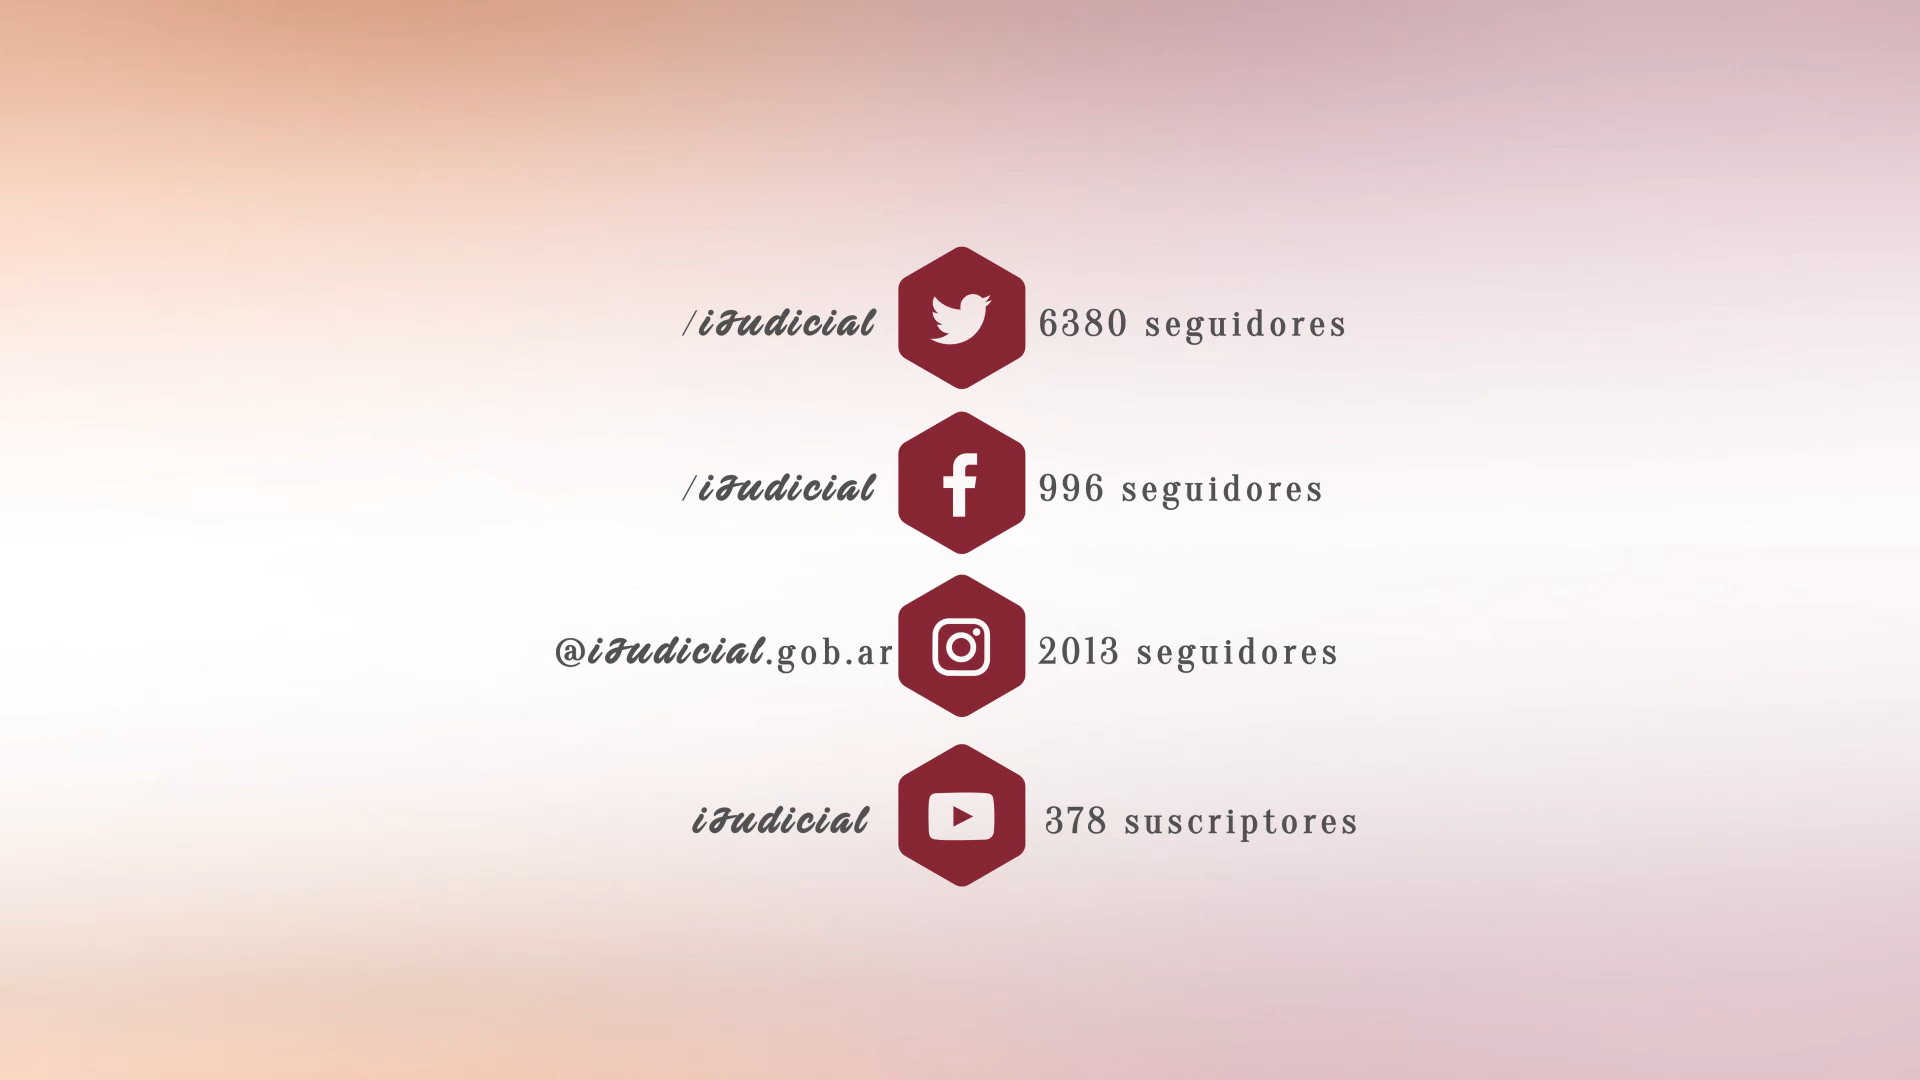 /iJudicial 6380 seguidores
/iJudicial 996 seguidores
@iJudicial.gob.ar 2013 seguidores
iJudicial 378 suscriptores